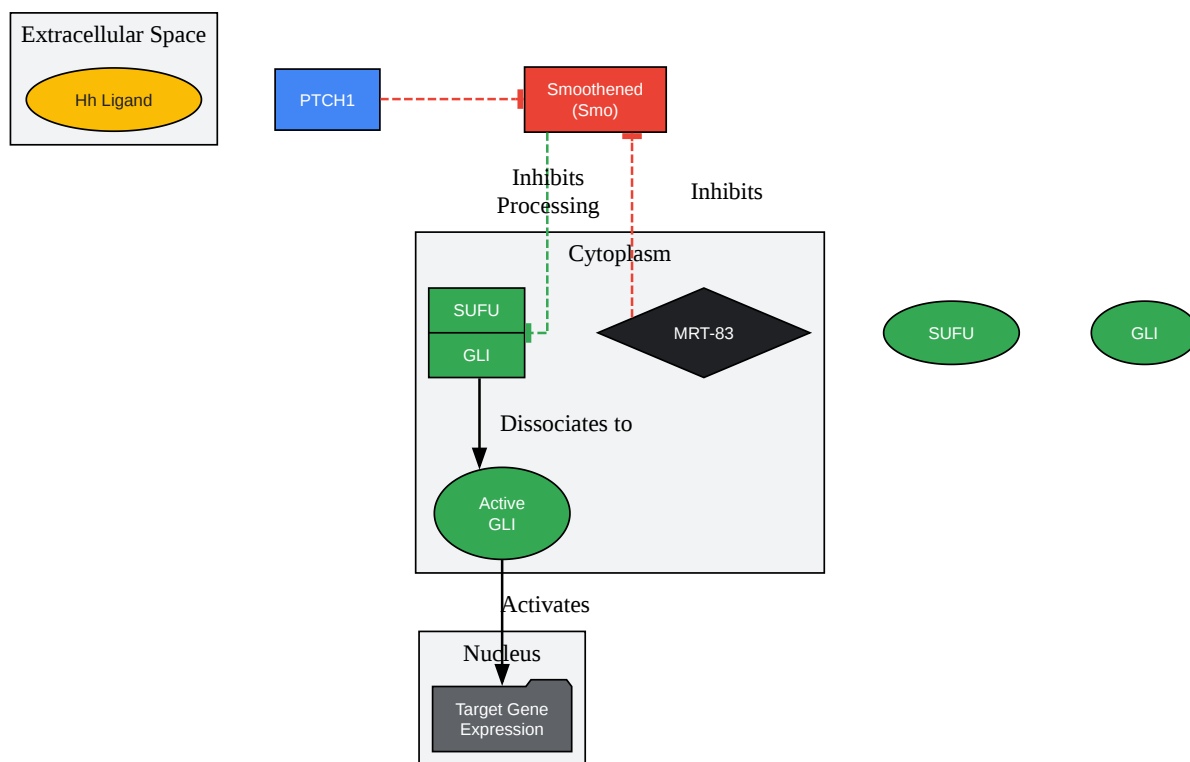 Extracellular Space
Hh Ligand
PTCH1
Smoothened
(Smo)
Inhibits
Processing
Inhibits
Cytoplasm
SUFU
GLI
MRT-83
SUFU
GLI
Dissociates to
Active
GLI
Activates
Nucleus
Target Gene
Expression